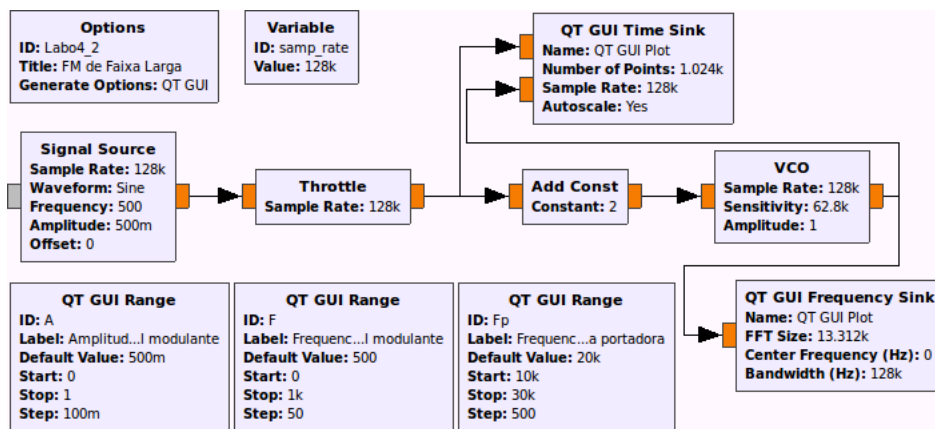 Options
ID: Labo4_2
Title: FM de Faixa Larga
Generate Options: QT GUI
Variable
ID: samp_rate
Value: 128k
QT GUI Time Sink
Name: QT GUI Plot
Number of Points: 1.024k
Sample Rate: 128k
Autoscale: Yes
Signal Source
Sample Rate: 128k
Waveform: Sine
Frequency: 500
Amplitude: 500m
Offset: 0
Throttle
Sample Rate: 128k
Add Const
Constant: 2
VCO
Sample Rate: 128k
Sensitivity: 62.8k
Amplitude: 1
QT GUI Range
ID: A
Label: Amplitud...l modulante
Default Value: 500m
Start: 0
Stop: 1
Step: 100m
QT GUI Range
ID: F
Label: Frequenc...l modulante
Default Value: 500
Start: 0
Stop: 1k
Step: 50
QT GUI Range
ID: Fp
Label: Frequenc...a portadora
Default Value: 20k
Start: 10k
Stop: 30k
Step: 500
QT GUI Frequency Sink
Name: QT GUI Plot
FFT Size: 13.312k
Center Frequency (Hz): 0
Bandwidth (Hz): 128k